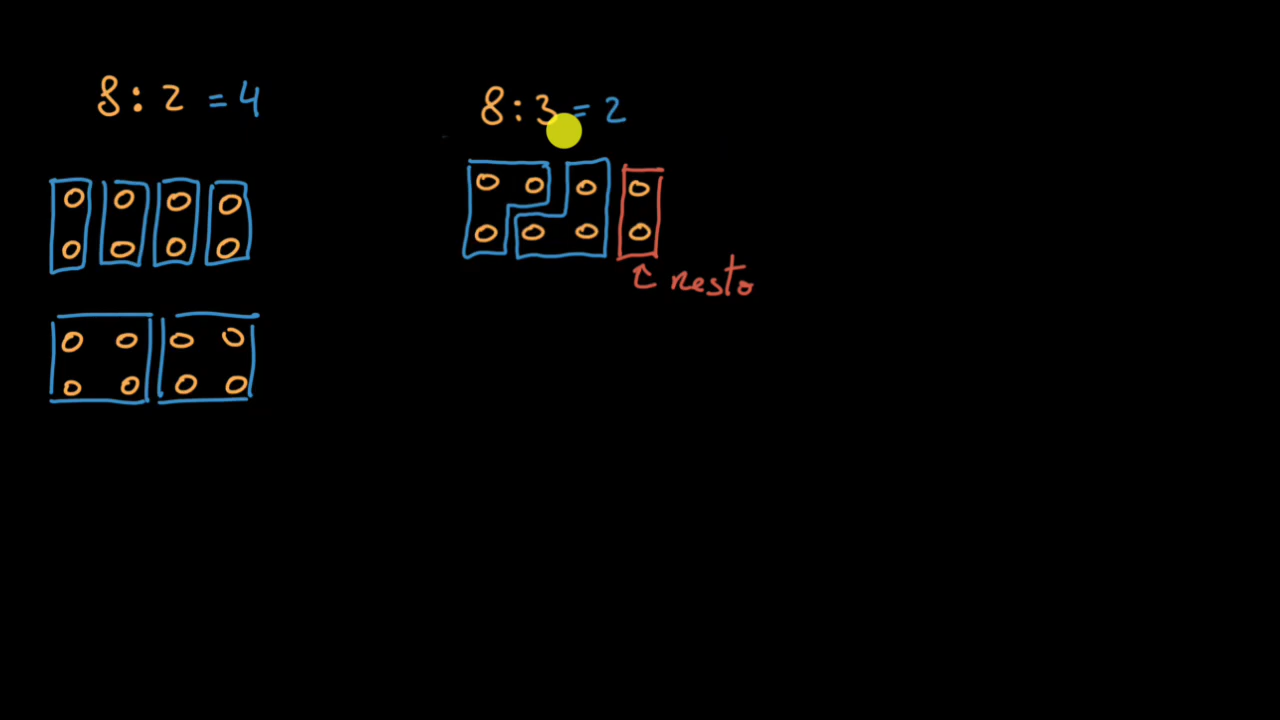 8 : 2 = 4
8 : 3 = 2
resto